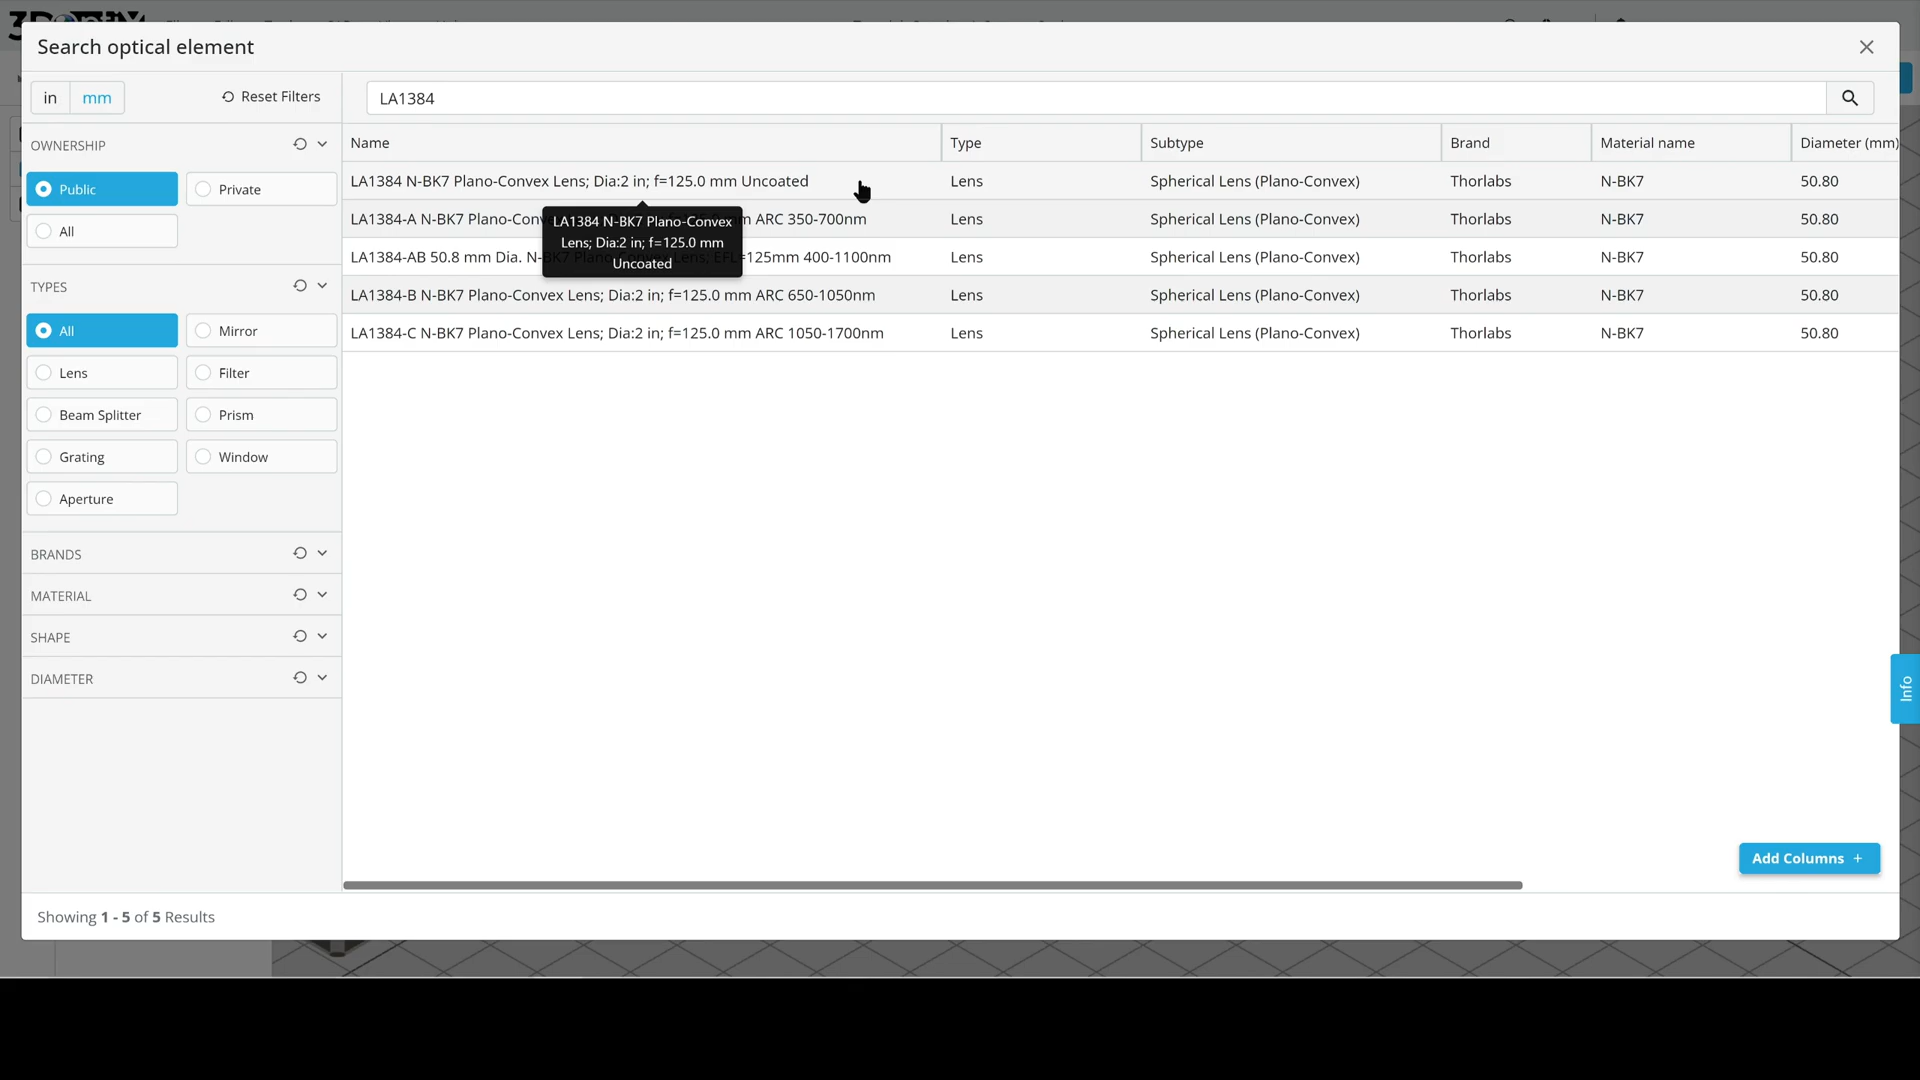 Search optical element
in mm Reset Filters
LA1384
OWNERSHIP
Public Private
All
TYPES
All Mirror
Lens Filter
Beam Splitter Prism
Grating Window
Aperture
BRANDS
MATERIAL
SHAPE
DIAMETER
Name Type Subtype Brand Material name Diameter (mm)
LA1384 N-BK7 Plano-Convex Lens; Dia:2 in; f=125.0 mm Uncoated Lens Spherical Lens (Plano-Convex) Thorlabs N-BK7 50.80
LA1384-A N-BK7 Plano-Conv m ARC 350-700nm Lens Spherical Lens (Plano-Convex) Thorlabs N-BK7 50.80
LA1384-AB 50.8 mm Dia. N-BK7 Plano-Convex Lens; EFL=125mm 400-1100nm Lens Spherical Lens (Plano-Convex) Thorlabs N-BK7 50.80
LA1384-B N-BK7 Plano-Convex Lens; Dia:2 in; f=125.0 mm ARC 650-1050nm Lens Spherical Lens (Plano-Convex) Thorlabs N-BK7 50.80
LA1384-C N-BK7 Plano-Convex Lens; Dia:2 in; f=125.0 mm ARC 1050-1700nm Lens Spherical Lens (Plano-Convex) Thorlabs N-BK7 50.80
LA1384 N-BK7 Plano-Convex
Lens; Dia:2 in; f=125.0 mm
Uncoated
Info
Add Columns +
Showing 1 - 5 of 5 Results